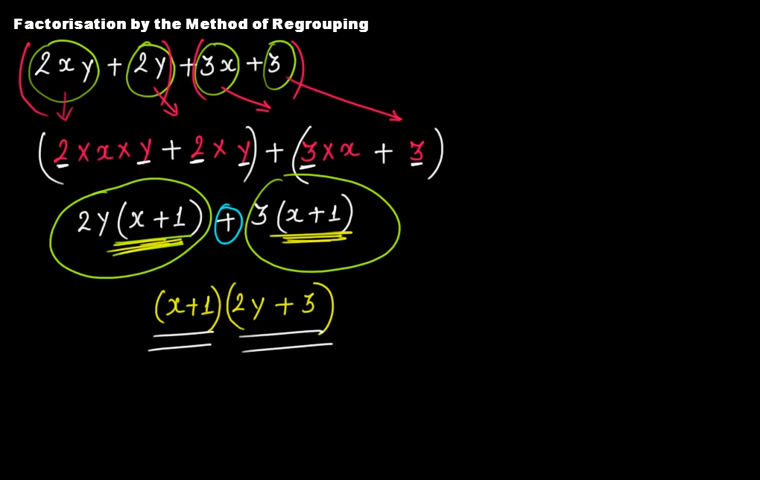 Factorisation by the Method of Regrouping
(2xy + 2y) + (3x + 3)
(2 × x × y + 2 × y) + (3 × x + 3)
2y (x + 1) + 3 (x + 1)
(x + 1) (2y + 3)